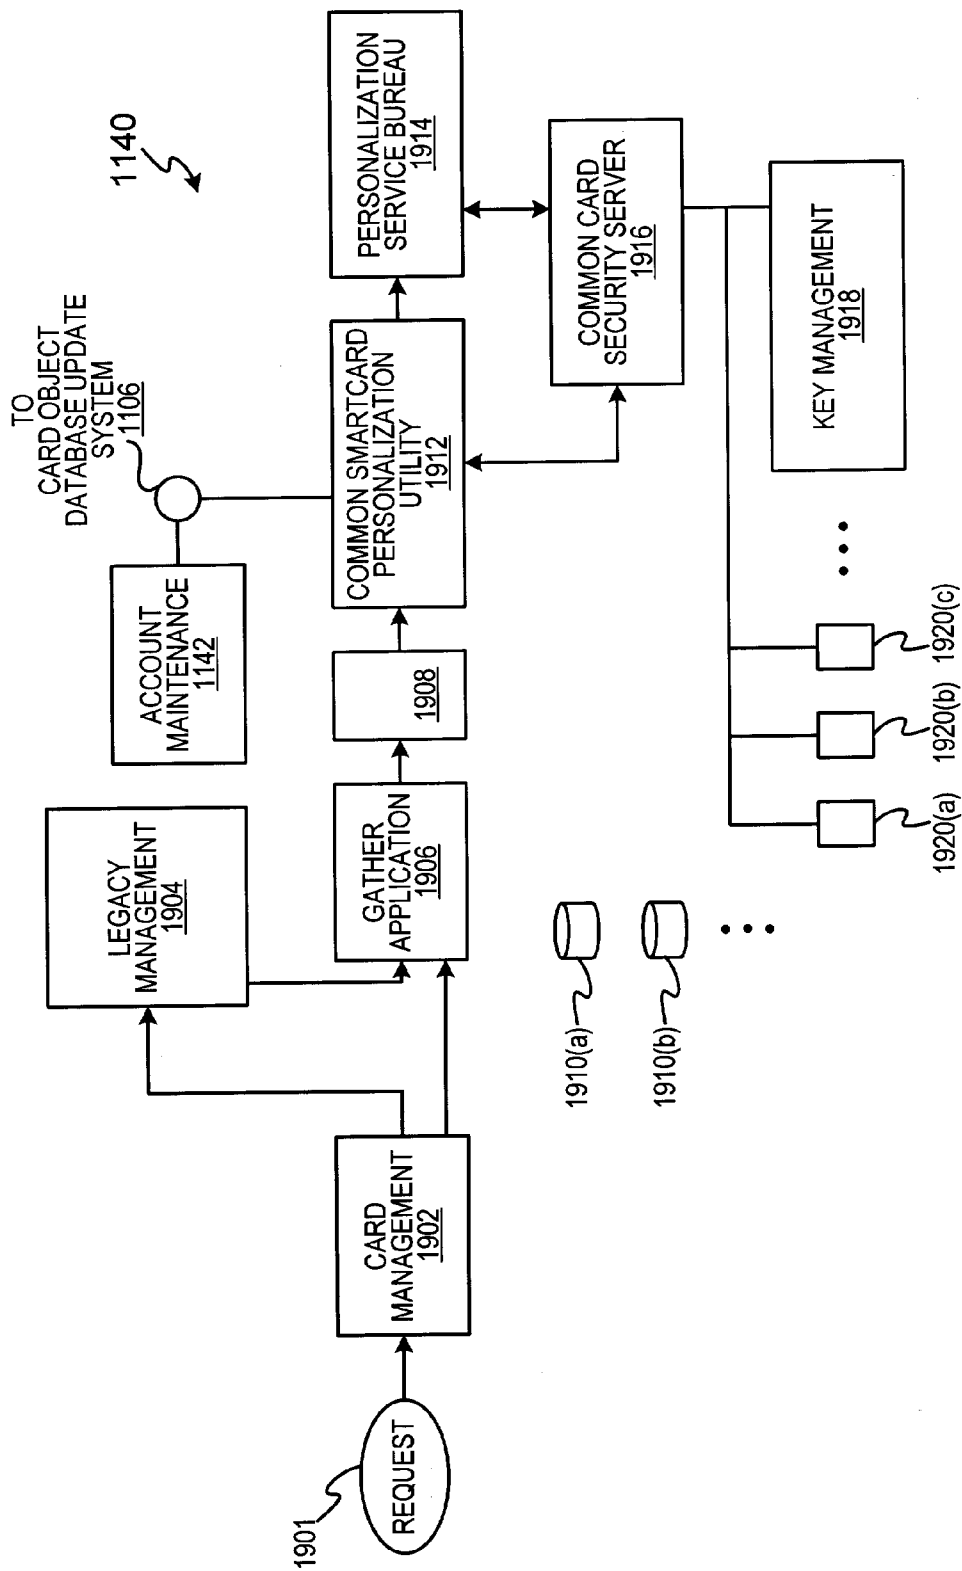 1140
TO
CARD OBJECT
DATABASE UPDATE
SYSTEM
1106
ACCOUNT
MAINTENANCE
1142
LEGACY
MANAGEMENT
1904
1901
REQUEST
CARD
MANAGEMENT
1902
GATHER
APPLICATION
1906
1908
COMMON SMARTCARD
PERSONALIZATION
UTILITY
1912
PERSONALIZATION
SERVICE BUREAU
1914
COMMON CARD
SECURITY SERVER
1916
1910(a)
1910(b)
KEY MANAGEMENT
1918
1920(a)
1920(b)
1920(c)